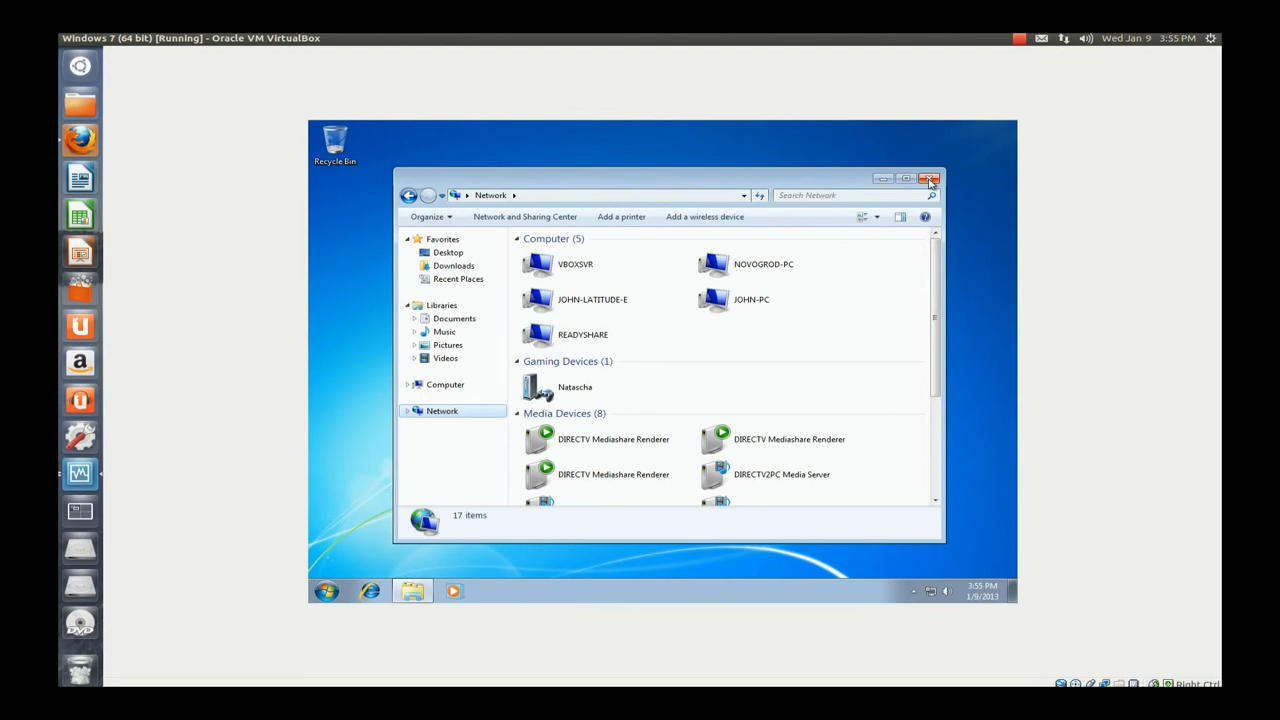 Windows 7 (64 bit) [Running] - Oracle VM VirtualBox
Wed Jan 9 3:55 PM
Recycle Bin
Network
Search Network
Organize
Network and Sharing Center
Add a printer
Add a wireless device
Favorites
Desktop
Downloads
Recent Places
Libraries
Documents
Music
Pictures
Videos
Computer
Network
Computer (5)
VBOXSVR
NOVOGROD-PC
JOHN-LATITUDE-E
JOHN-PC
READYSHARE
Gaming Devices (1)
Natascha
Media Devices (8)
DIRECTV Mediashare Renderer
DIRECTV Mediashare Renderer
DIRECTV Mediashare Renderer
DIRECTV2PC Media Server
17 items
3:55 PM
1/9/2013
a
DVD
Right Ctrl